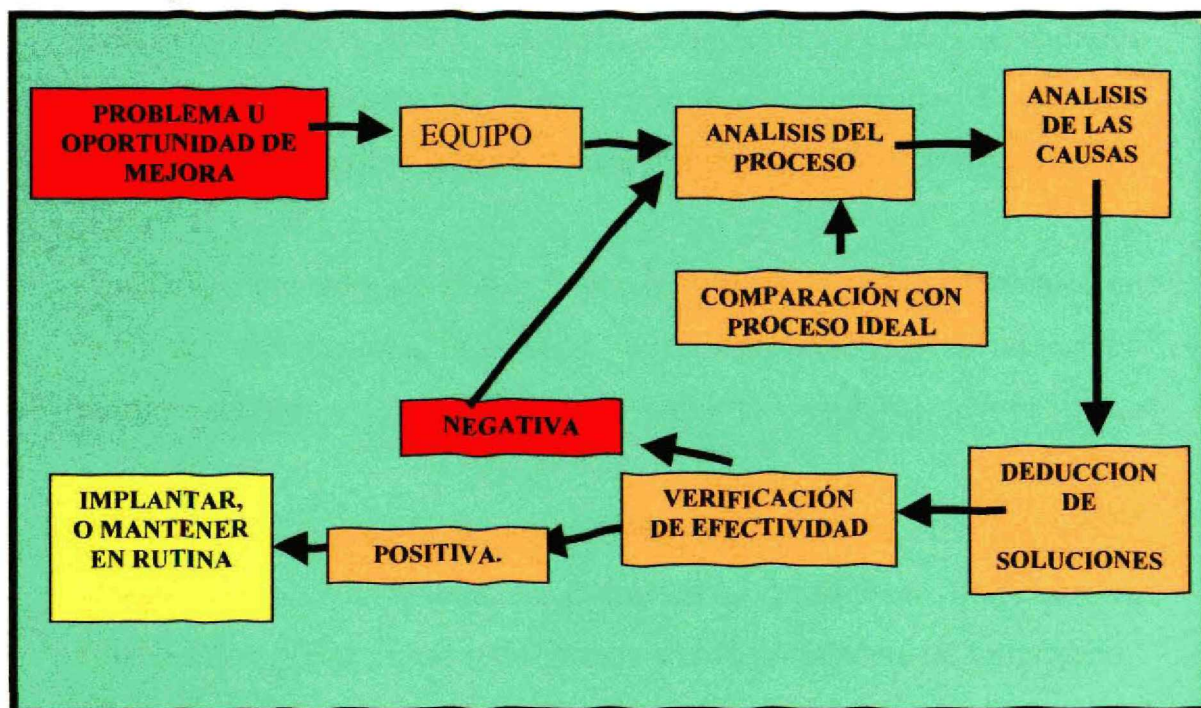 PROBLEMA U
OPORTUNIDAD DE
MEJORA
EQUIPO
ANALISIS DEL
PROCESO
ANALISIS
DE LAS
CAUSAS
COMPARACIÓN CON
PROCESO IDEAL
NEGATIVA
DEDUCCION
DE
SOLUCIONES
VERIFICACIÓN
DE EFECTIVIDAD
POSITIVA.
IMPLANTAR,
O MANTENER
EN RUTINA